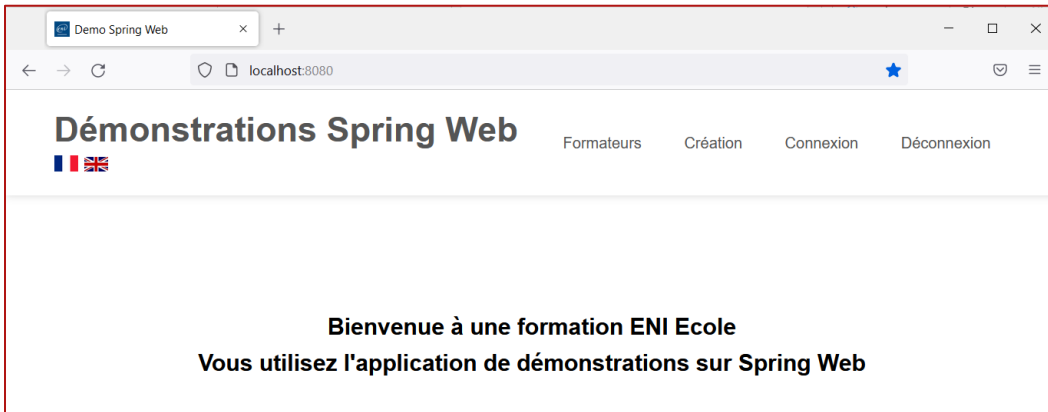 Demo Spring Web
localhost:8080
Démonstrations Spring Web
Formateurs Création Connexion Déconnexion
Bienvenue à une formation ENI Ecole
Vous utilisez l'application de démonstrations sur Spring Web